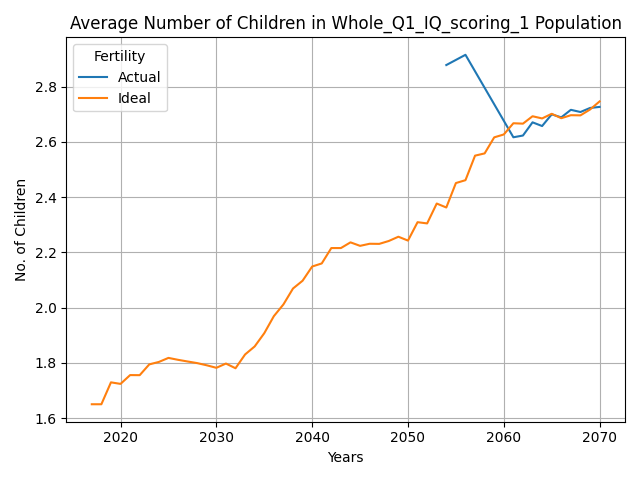 Average Number of Children in Whole_Q1_IQ_scoring_1 Population
Fertility
Actual
Ideal
No. of Children
2.8
2.6
2.4
2.2
2.0
1.8
1.6
2020
2030
2040
2050
2060
2070
Years